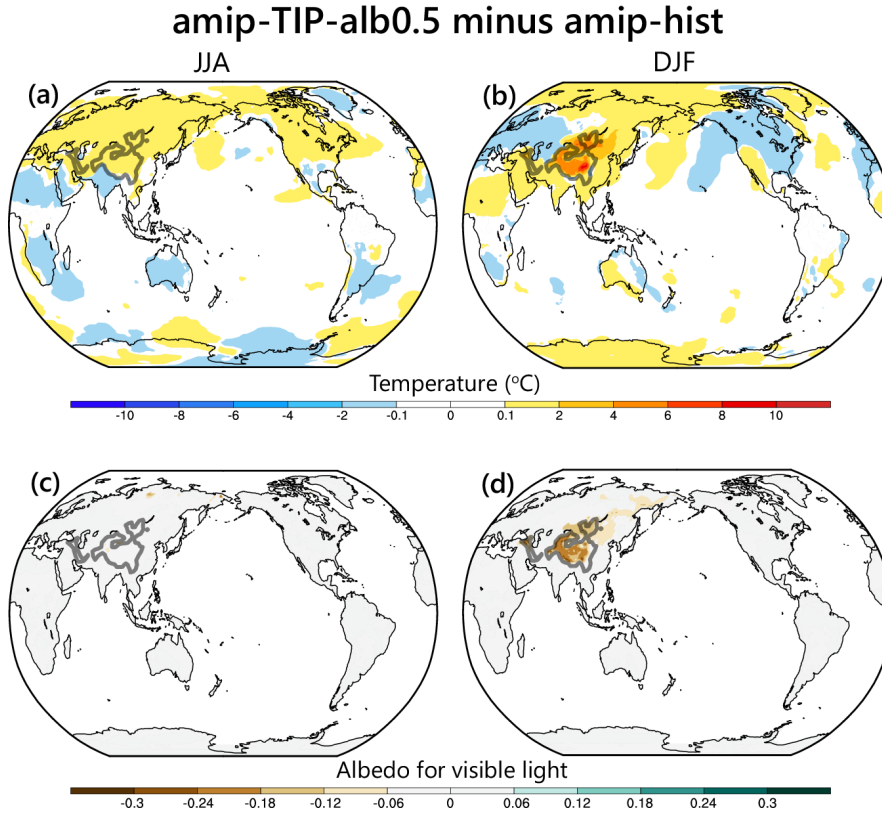 amip-TIP-alb0.5 minus amip-hist
JJA
DJF
(a)
(b)
Temperature (°C)
-10 -8 -6 -4 -2 -0.1 0 0.1 2 4 6 8 10
(c)
(d)
Albedo for visible light
-0.3 -0.24 -0.18 -0.12 -0.06 0 0.06 0.12 0.18 0.24 0.3